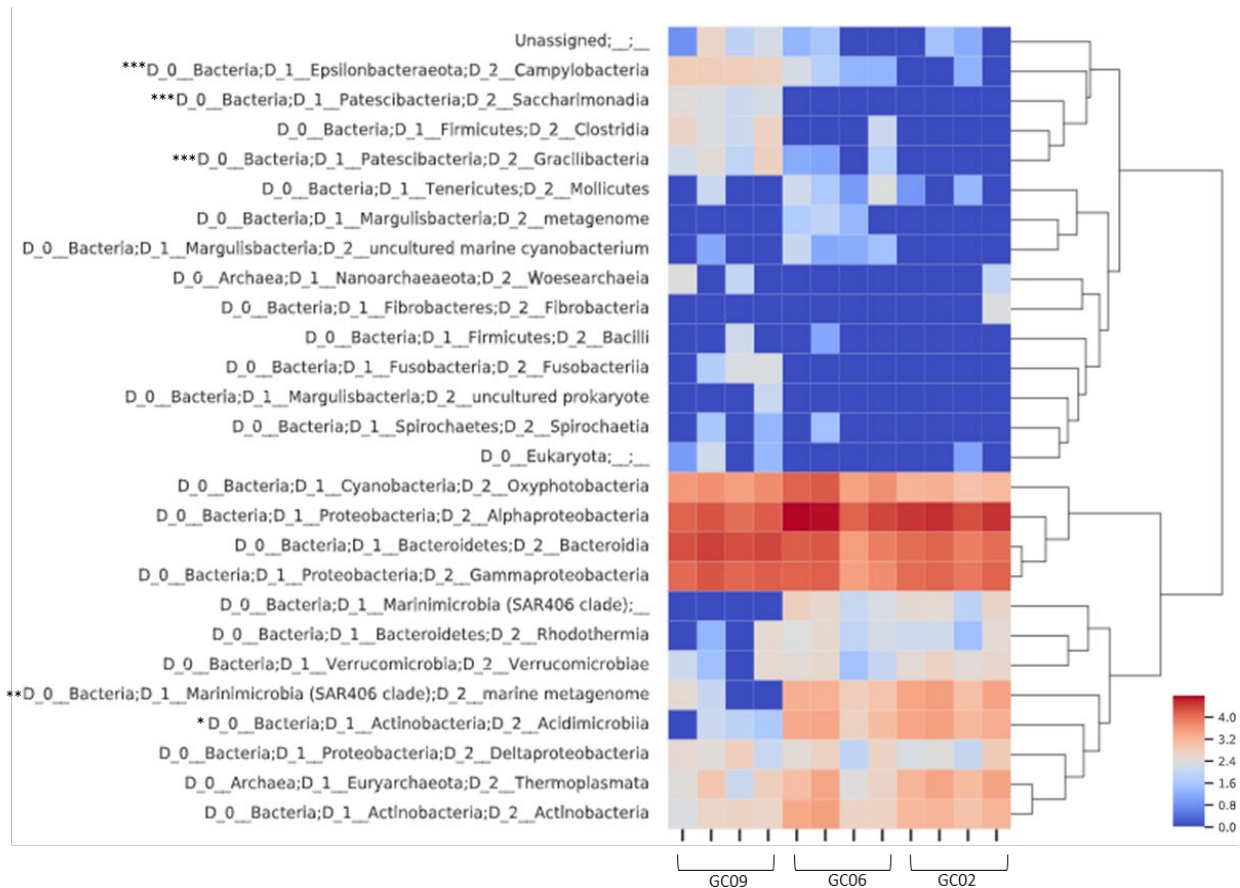 Unassigned;__;__
***D_0__Bacteria;D_1__Epsilonbacteraeota;D_2__Campylobacteria
***D_0__Bacteria;D_1__Patescibacteria;D_2__Saccharimonadia
D_0__Bacteria;D_1__Firmicutes;D_2__Clostridia
***D_0__Bacteria;D_1__Patescibacteria;D_2__Gracilibacteria
D_0__Bacteria;D_1__Tenericutes;D_2__Mollicutes
D_0__Bacteria;D_1__Margulisbacteria;D_2__metagenome
D_0__Bacteria;D_1__Margulisbacteria;D_2__uncultured marine cyanobacterium
D_0__Archaea;D_1__Nanoarchaeaeota;D_2__Woesearchaeia
D_0__Bacteria;D_1__Fibrobacteres;D_2__Fibrobacteria
D_0__Bacteria;D_1__Firmicutes;D_2__Bacilli
D_0__Bacteria;D_1__Fusobacteria;D_2__Fusobacteriia
D_0__Bacteria;D_1__Margulisbacteria;D_2__uncultured prokaryote
D_0__Bacteria;D_1__Spirochaetes;D_2__Spirochaetia
D_0__Eukaryota;__;__
D_0__Bacteria;D_1__Cyanobacteria;D_2__Oxyphotobacteria
D_0__Bacteria;D_1__Proteobacteria;D_2__Alphaproteobacteria
D_0__Bacteria;D_1__Bacteroidetes;D_2__Bacteroidia
D_0__Bacteria;D_1__Proteobacteria;D_2__Gammaproteobacteria
D_0__Bacteria;D_1__Marinimicrobia (SAR406 clade);__
D_0__Bacteria;D_1__Bacteroidetes;D_2__Rhodothermia
D_0__Bacteria;D_1__Verrucomicrobia;D_2__Verrucomicrobiae
**D_0__Bacteria;D_1__Marinimicrobia (SAR406 clade);D_2__marine metagenome
*D_0__Bacteria;D_1__Actinobacteria;D_2__Acidimicrobiia
D_0__Bacteria;D_1__Proteobacteria;D_2__Deltaproteobacteria
D_0__Archaea;D_1__Euryarchaeota;D_2__Thermoplasmata
D_0__Bacteria;D_1__Actinobacteria;D_2__Actinobacteria
4.0
3.2
2.4
1.6
0.8
0.0
GC09 GC06 GC02